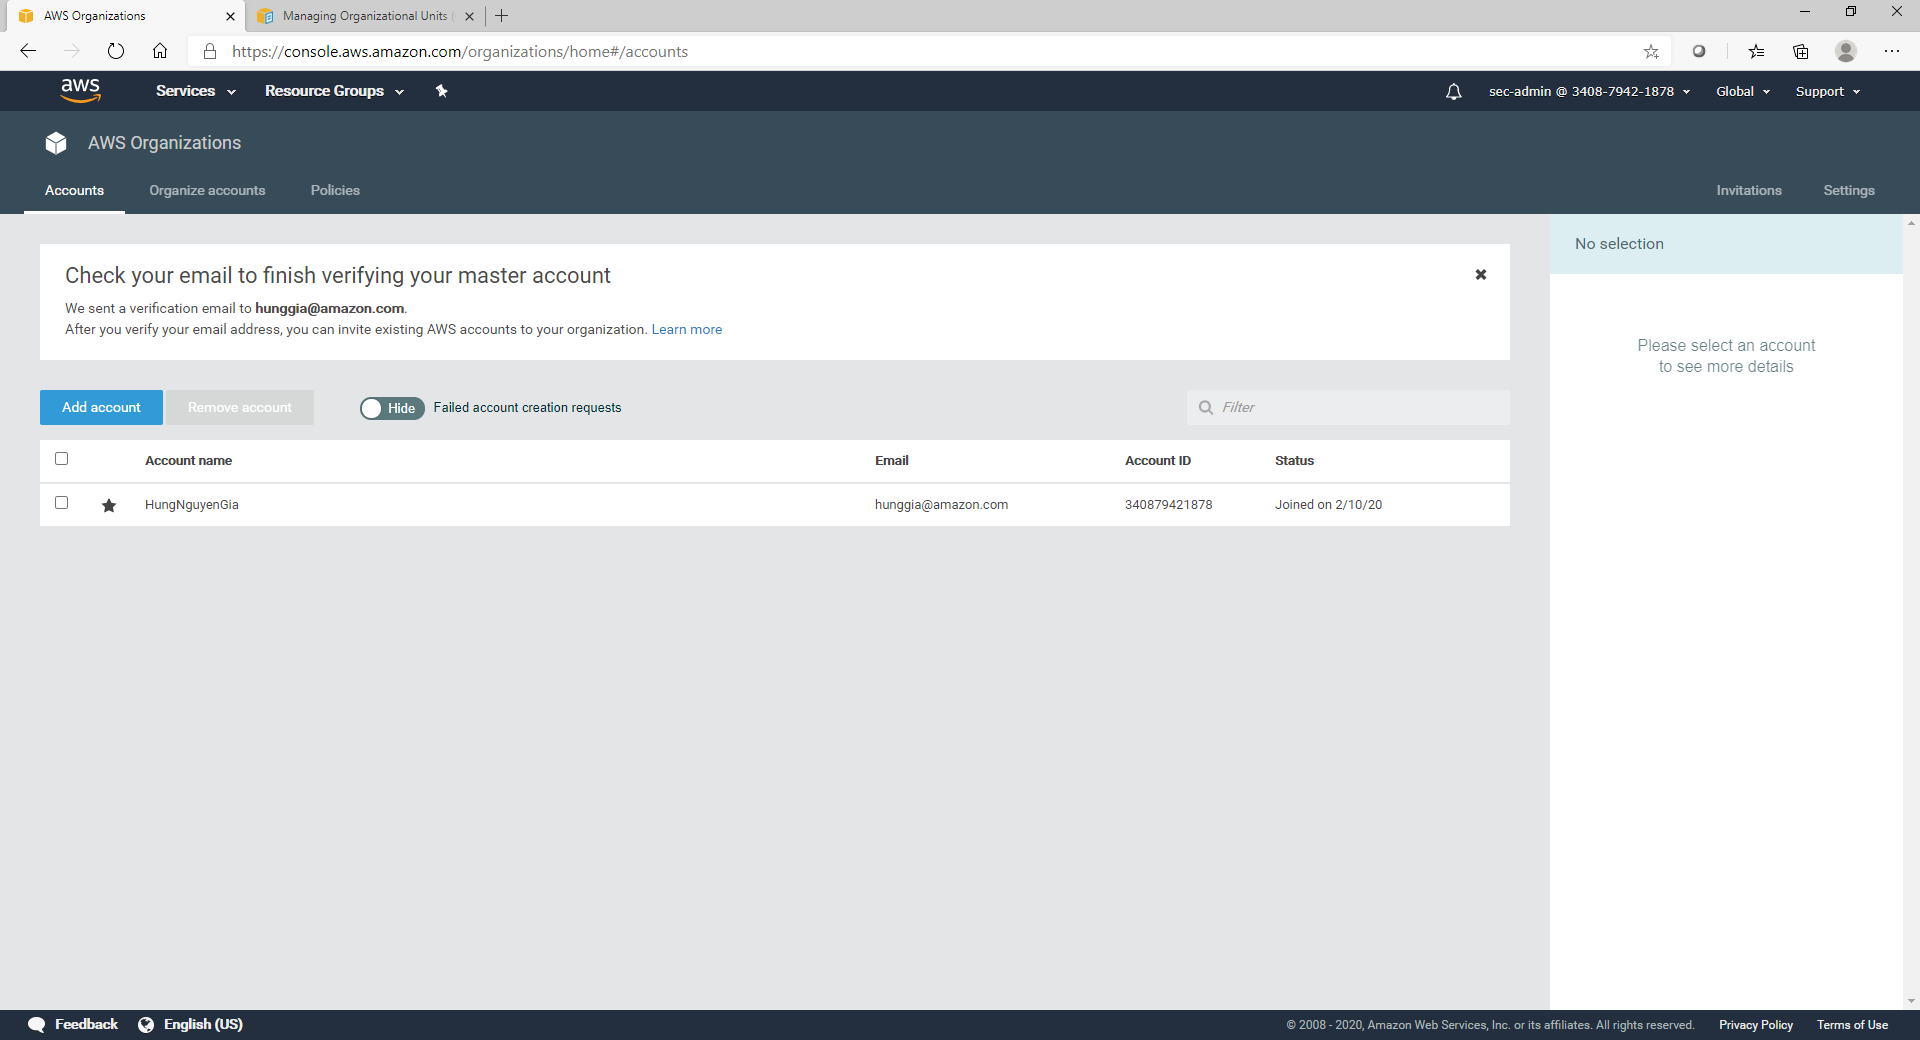 AWS Organizations
Managing Organizational Units
https://console.aws.amazon.com/organizations/home#/accounts
aws
Services
Resource Groups
sec-admin @ 3408-7942-1878
Global
Support
AWS Organizations
Accounts
Organize accounts
Policies
Invitations
Settings
Check your email to finish verifying your master account
We sent a verification email to hunggia@amazon.com.
After you verify your email address, you can invite existing AWS accounts to your organization. Learn more
No selection
Please select an account
to see more details
Add account
Remove account
Hide
Failed account creation requests
Filter
Account name Email Account ID Status
HungNguyenGia hunggia@amazon.com 340879421878 Joined on 2/10/20
Feedback
English (US)
© 2008 - 2020, Amazon Web Services, Inc. or its affiliates. All rights reserved.
Privacy Policy
Terms of Use